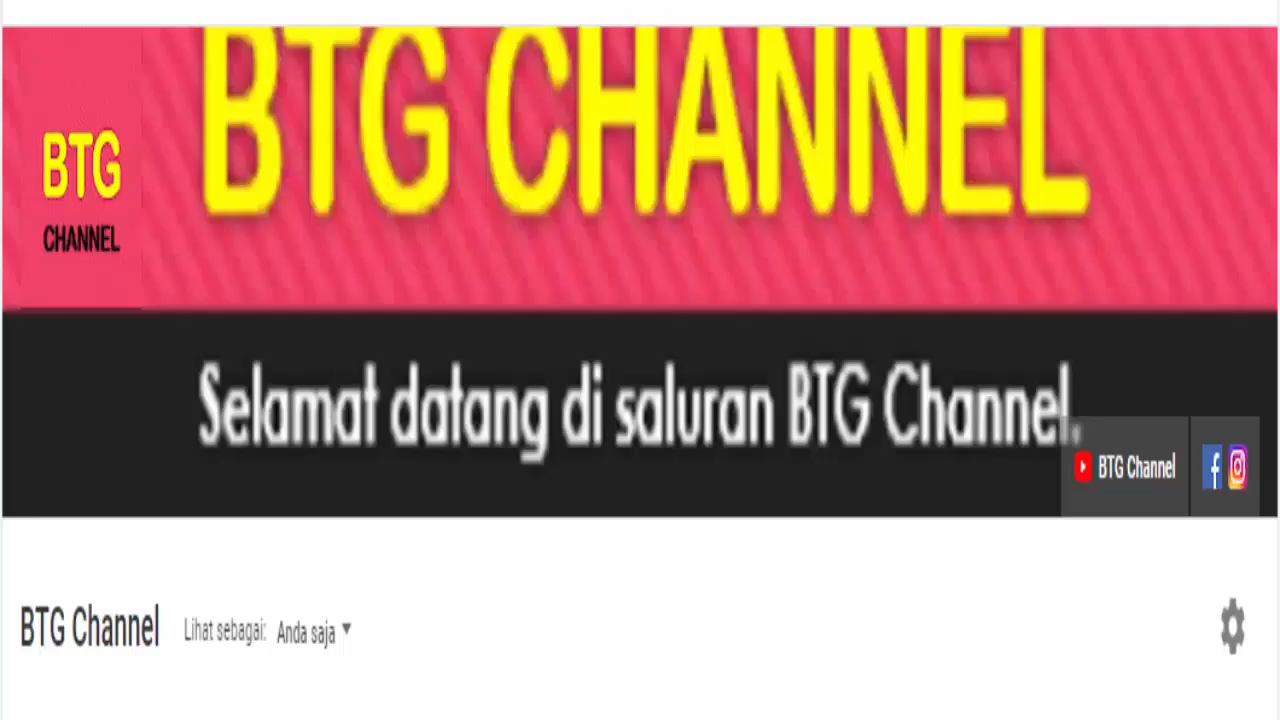 BTG CHANNEL
BTG
CHANNEL
Selamat datang di saluran BTG Channel.
BTG Channel
BTG Channel Lihat sebagai: Anda saja